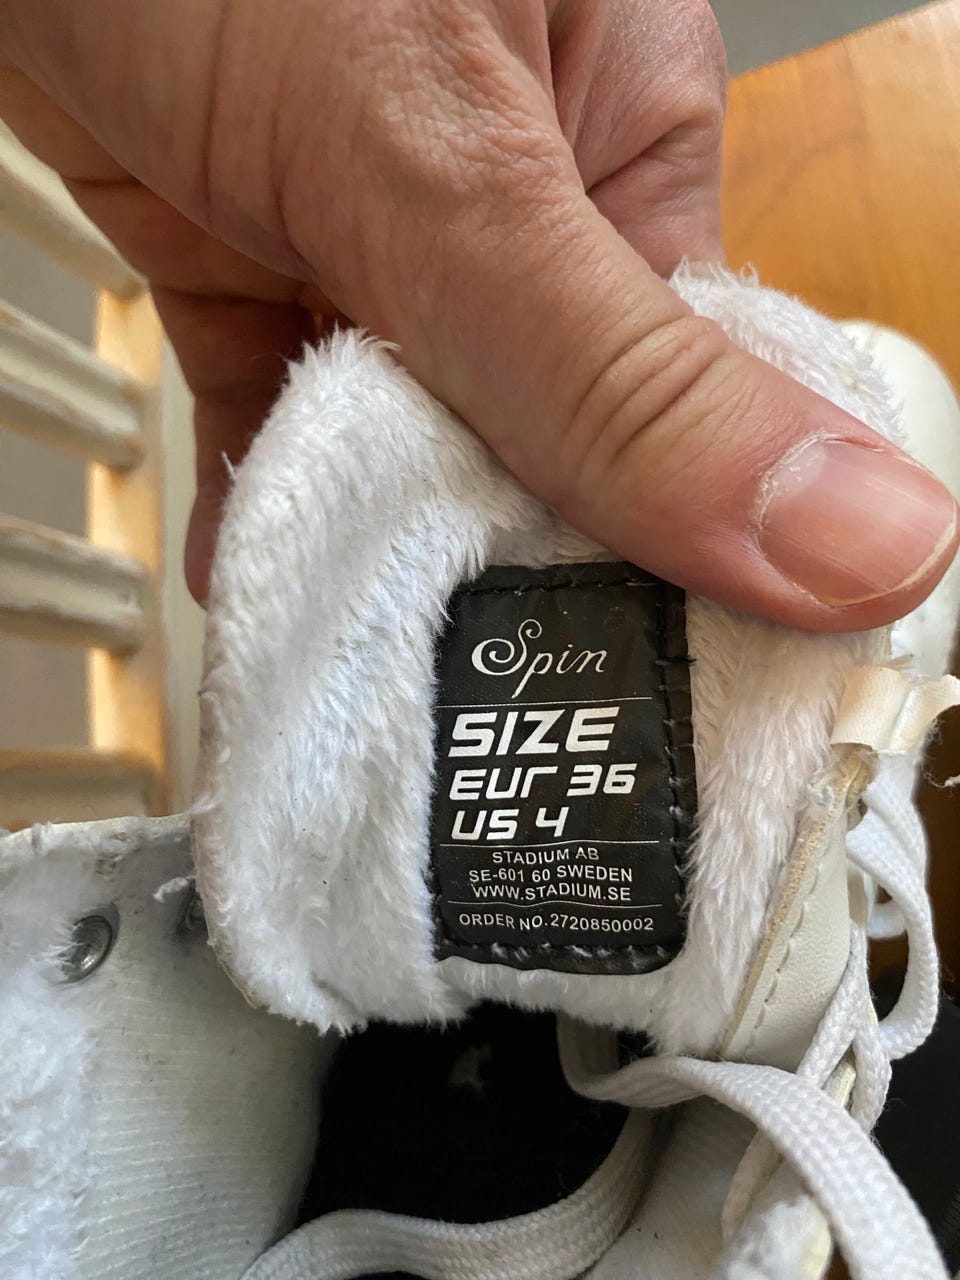 Spin
SIZE
EUR 36
US 4
STADIUM AB
SE-601 60 SWEDEN
WWW.STADIUM.SE
ORDER NO.2720850002